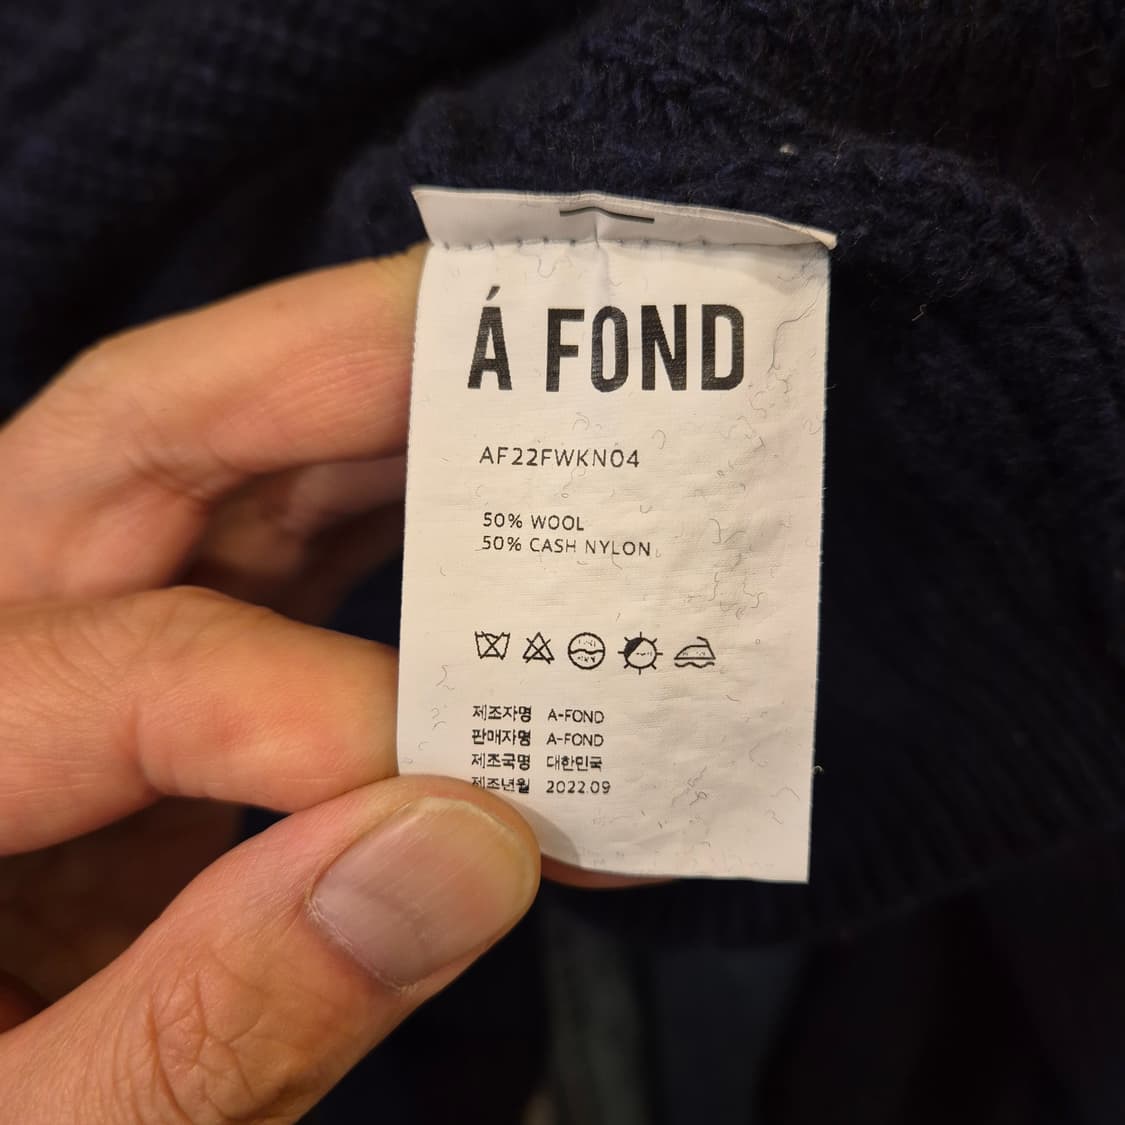 Á FOND
AF22FWKN04
50% WOOL
50% CASH NYLON
제조자명 A-FOND
판매자명 A-FOND
제조국명 대한민국
제조년월 2022.09